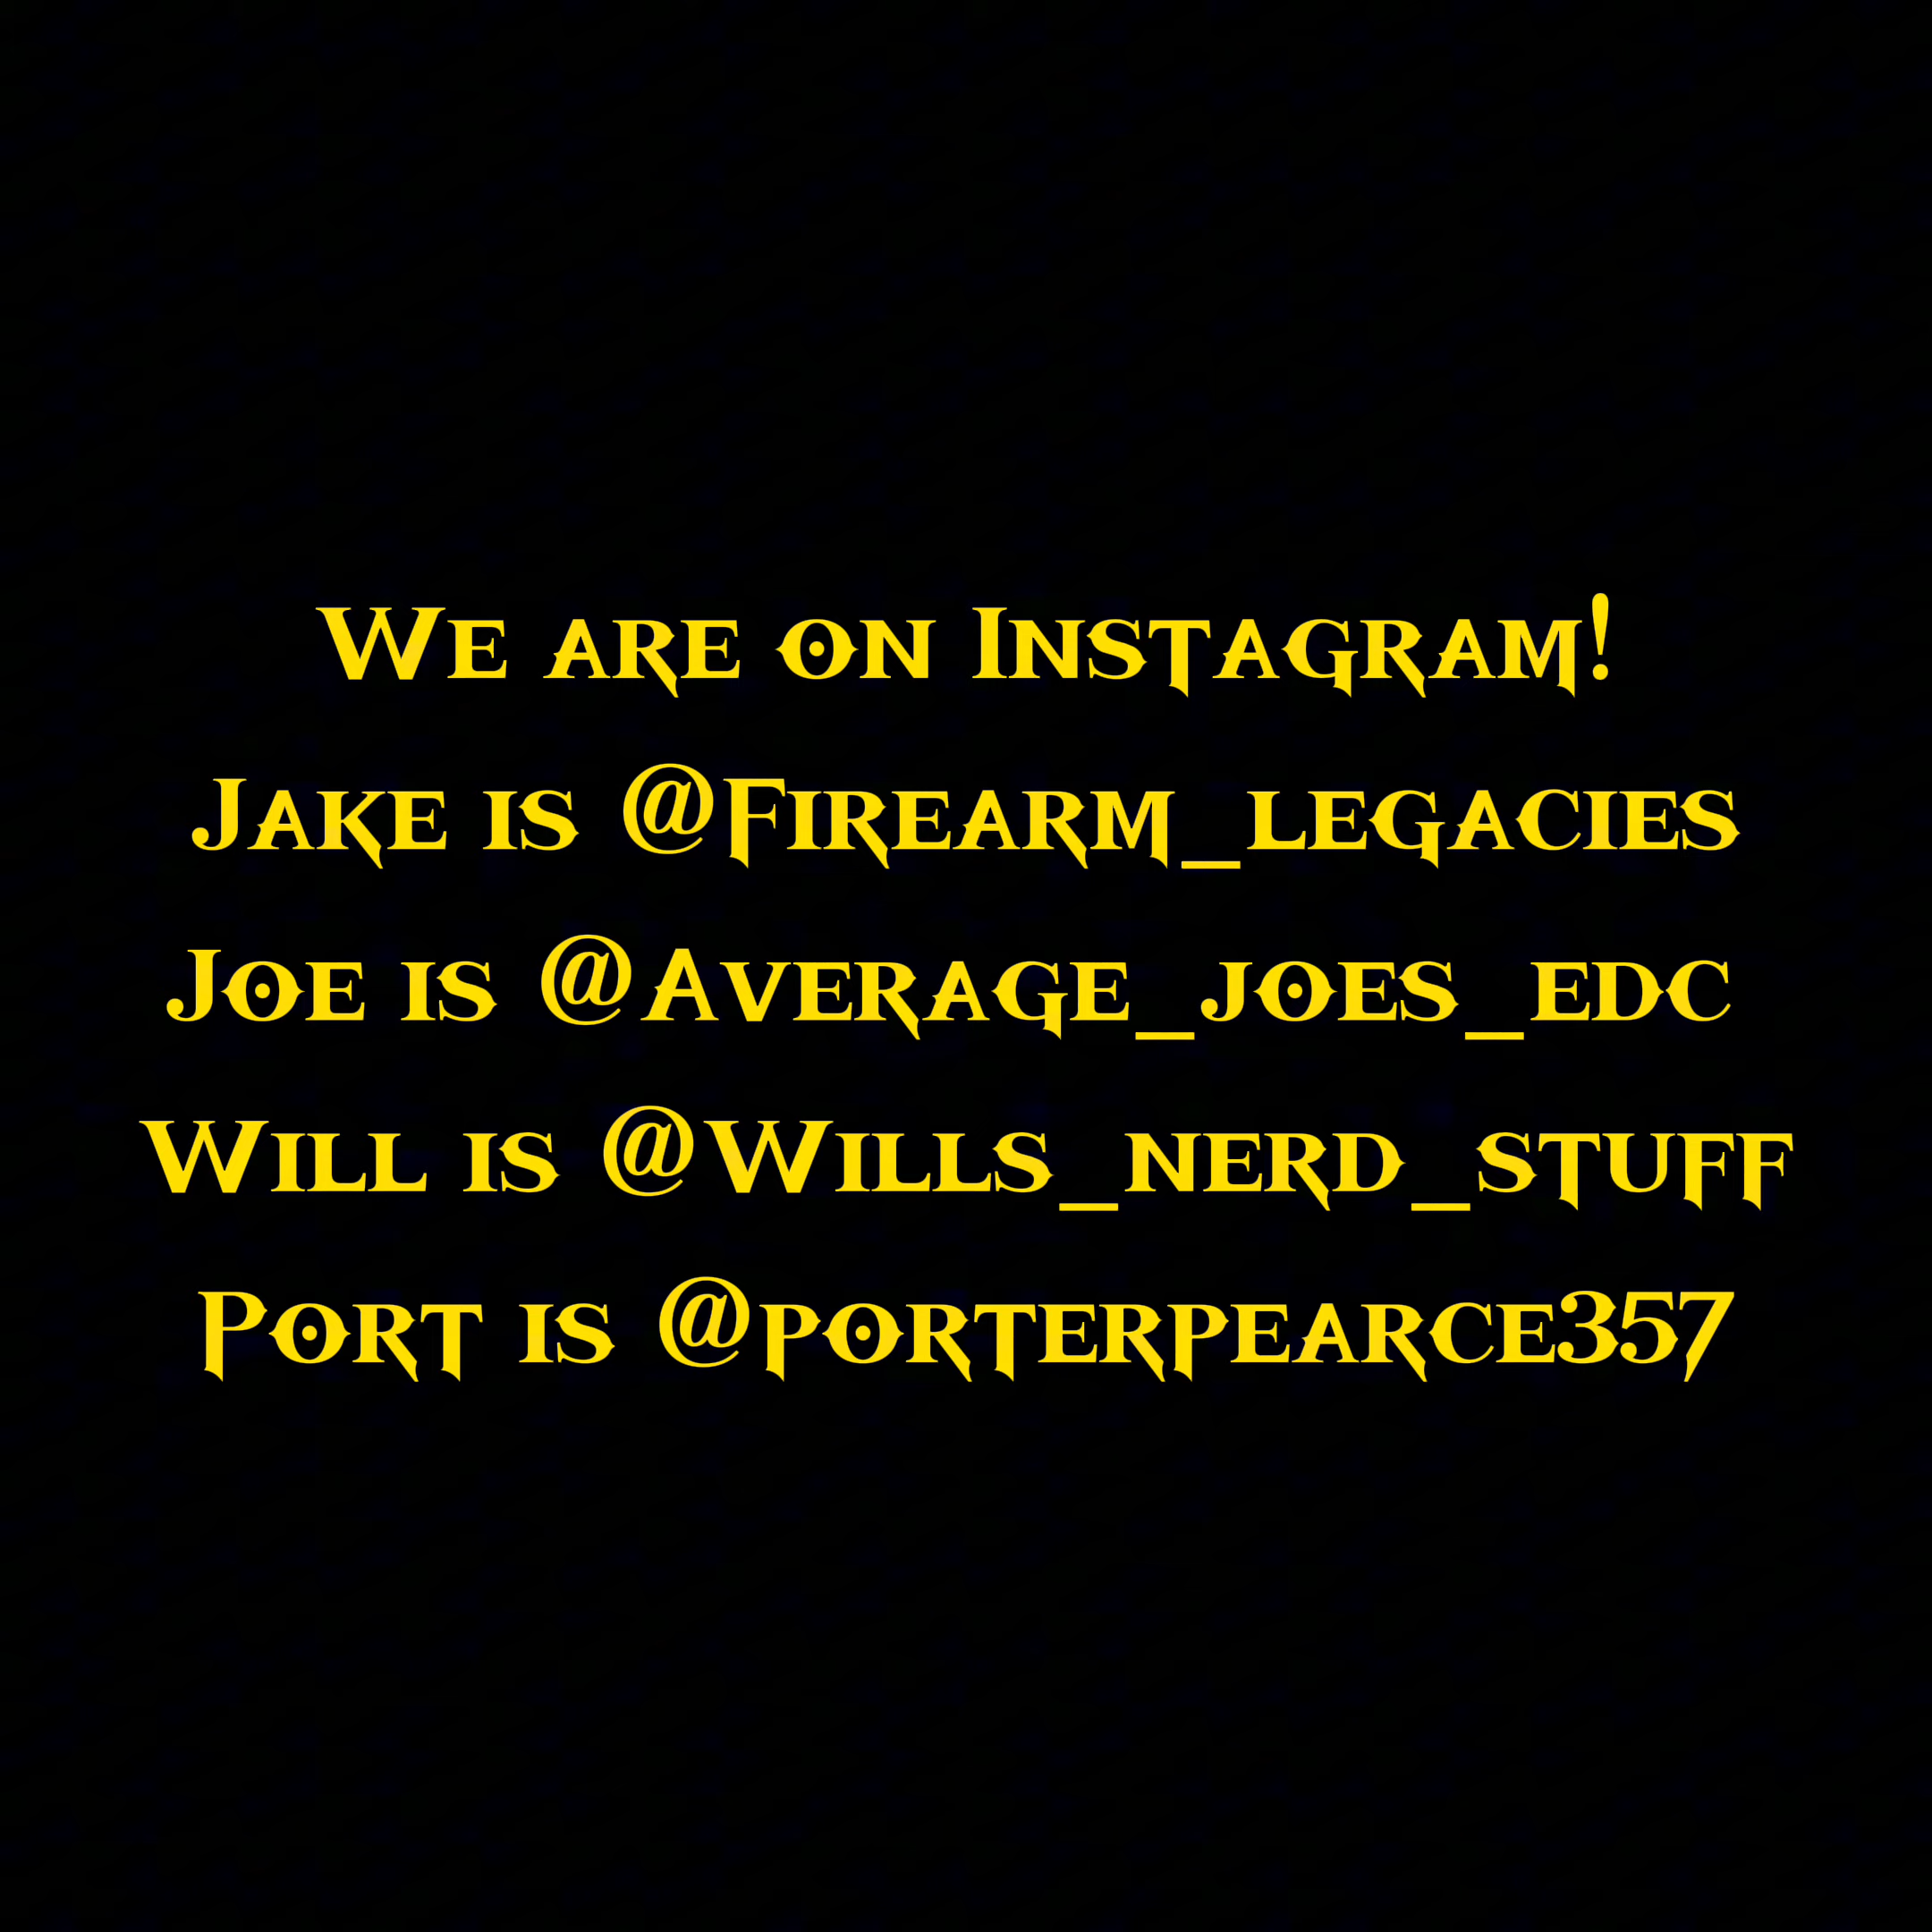 We are on Instagram!
Jake is @Firearm_legacies
Joe is @Average_joes_edc
Will is @Wills_nerd_stuff
Port is @porterpearce357